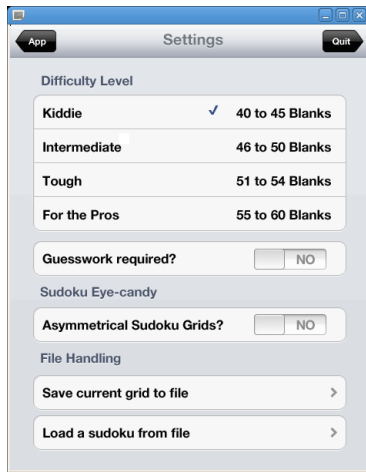 App Settings Quit
Difficulty Level
Kiddie 40 to 45 Blanks
Intermediate 46 to 50 Blanks
Tough 51 to 54 Blanks
For the Pros 55 to 60 Blanks
Guesswork required? NO
Sudoku Eye-candy
Asymmetrical Sudoku Grids? NO
File Handling
Save current grid to file
Load a sudoku from file